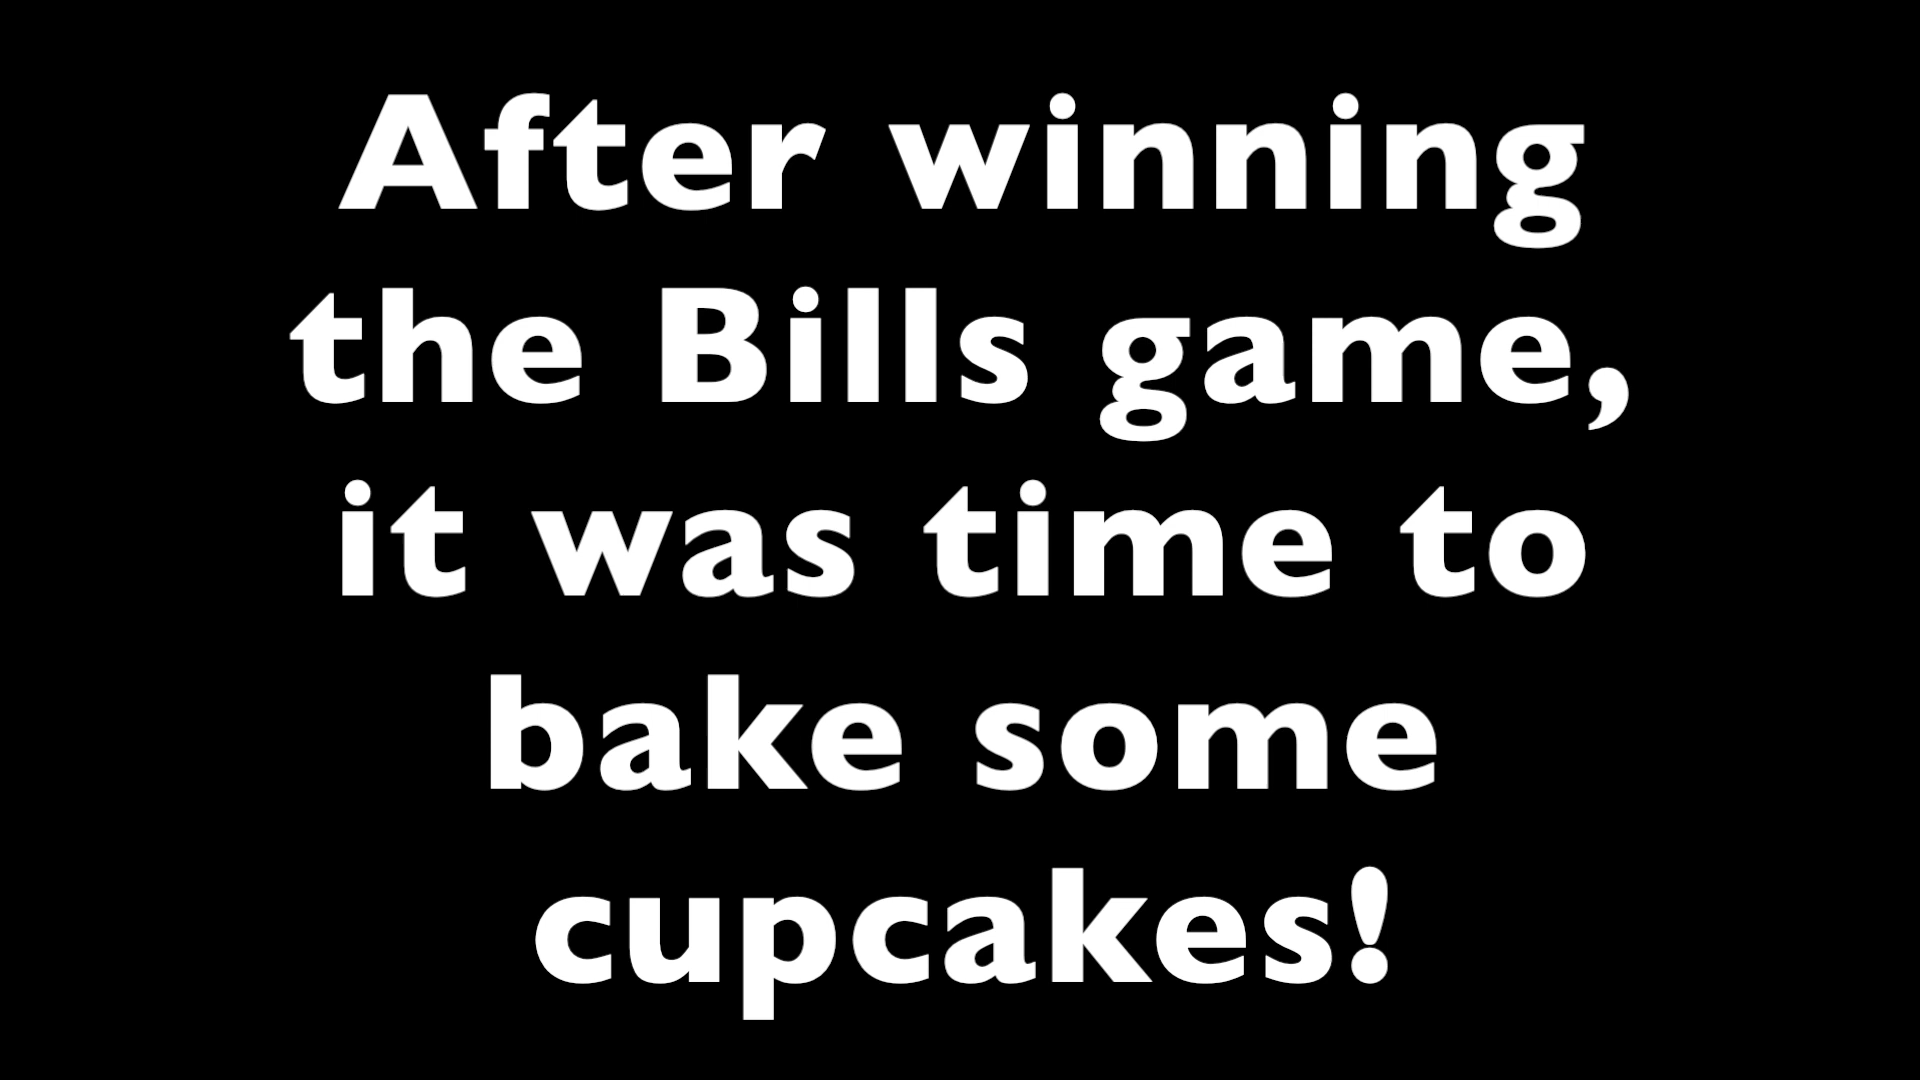 After winning
the Bills game,
it was time to
bake some
cupcakes!